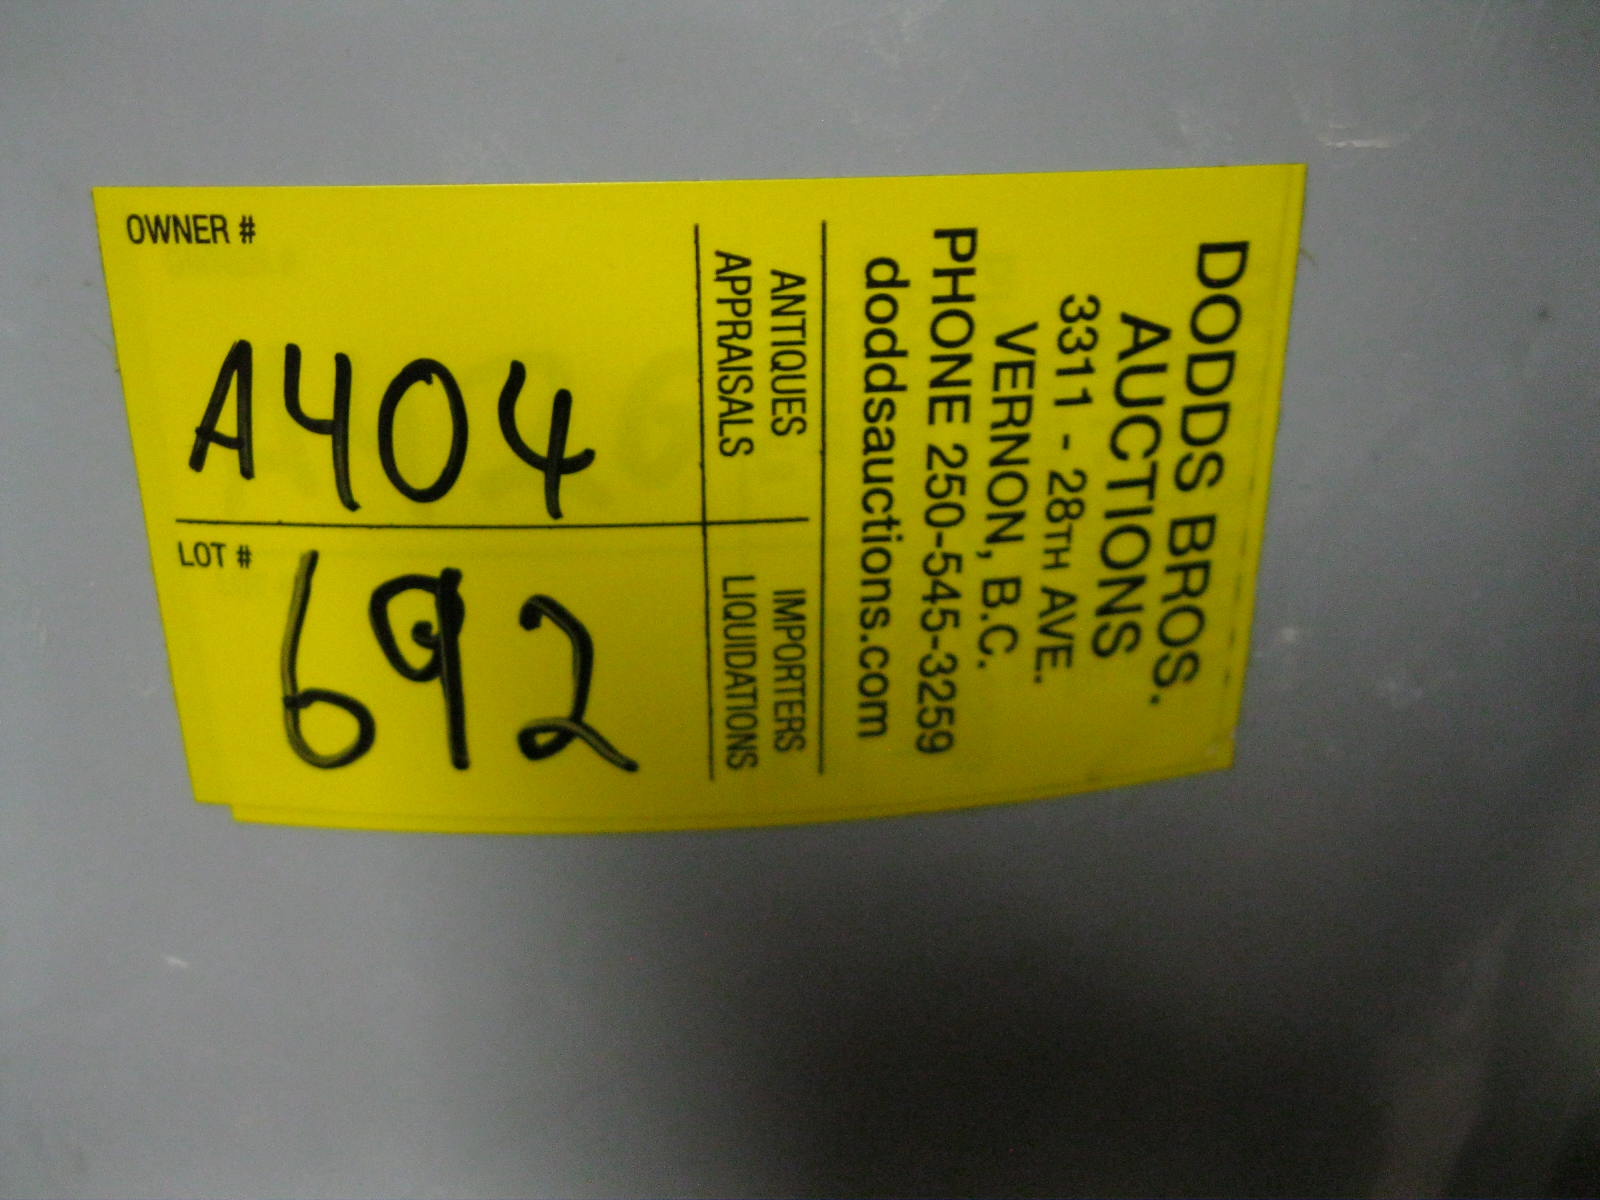 OWNER #
A404
LOT #
692
ANTIQUES
APPRAISALS
IMPORTERS
LIQUIDATIONS
DODDS BROS.
AUCTIONS
3311 - 28TH AVE.
VERNON, B.C.
PHONE 250-545-3259
doddsauctions.com